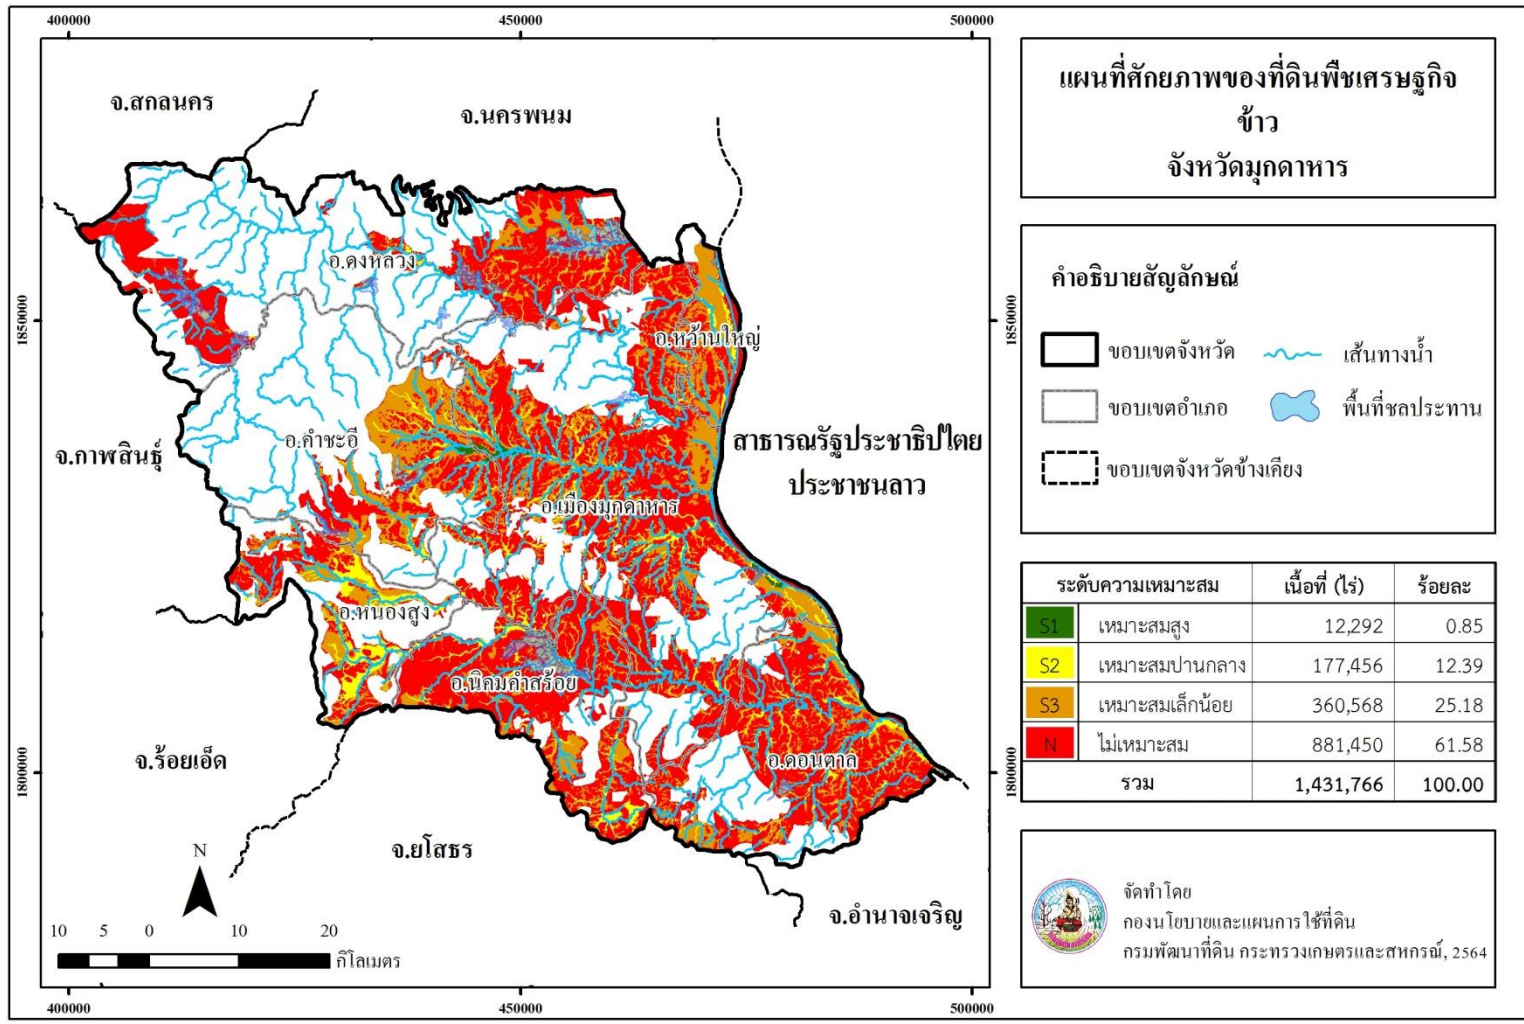 400000 450000 500000
แผนที่ศักยภาพของที่ดินพืชเศรษฐกิจ
ข้าว
จังหวัดมุกดาหาร
จ.สกลนคร
จ.นครพนม
อ.ดงหลวง
อ.หว้านใหญ่
อ.คำชะอี
จ.กาฬสินธุ์
สาธารณรัฐประชาธิปไตย
ประชาชนลาว
อ.เมืองมุกดาหาร
อ.หนองสูง
อ.นิคมคำสร้อย
อ.ดอนตาล
จ.ร้อยเอ็ด
จ.ยโสธร
จ.อำนาจเจริญ
1850000 1850000
1800000 1800000
N
10 5 0 10 20
กิโลเมตร
400000 450000 500000
คำอธิบายสัญลักษณ์
ขอบเขตจังหวัด เส้นทางน้ำ
ขอบเขตอำเภอ พื้นที่ชลประทาน
ขอบเขตจังหวัดข้างเคียง
ระดับความเหมาะสม เนื้อที่ (ไร่) ร้อยละ
S1 เหมาะสมสูง 12,292 0.85
S2 เหมาะสมปานกลาง 177,456 12.39
S3 เหมาะสมเล็กน้อย 360,568 25.18
N ไม่เหมาะสม 881,450 61.58
รวม 1,431,766 100.00
จัดทำโดย
กองนโยบายและแผนการใช้ที่ดิน
กรมพัฒนาที่ดิน กระทรวงเกษตรและสหกรณ์, 2564